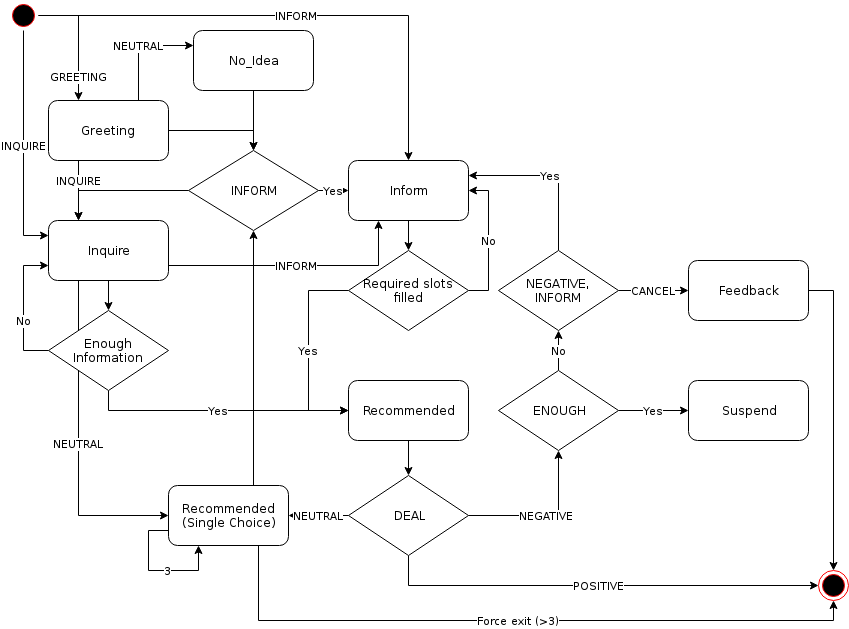 INFORM
NEUTRAL
No_Idea
GREETING
Greeting
INQUIRE
INQUIRE
INFORM
Yes
Inform
Yes
Inquire
INFORM
No
Required slots
filled
NEGATIVE,
INFORM
CANCEL
Feedback
No
Enough
Information
Yes
No
Yes
Recommended
ENOUGH
Yes
Suspend
NEUTRAL
Recommended
(Single Choice)
NEUTRAL
DEAL
NEGATIVE
3
POSITIVE
Force exit (>3)